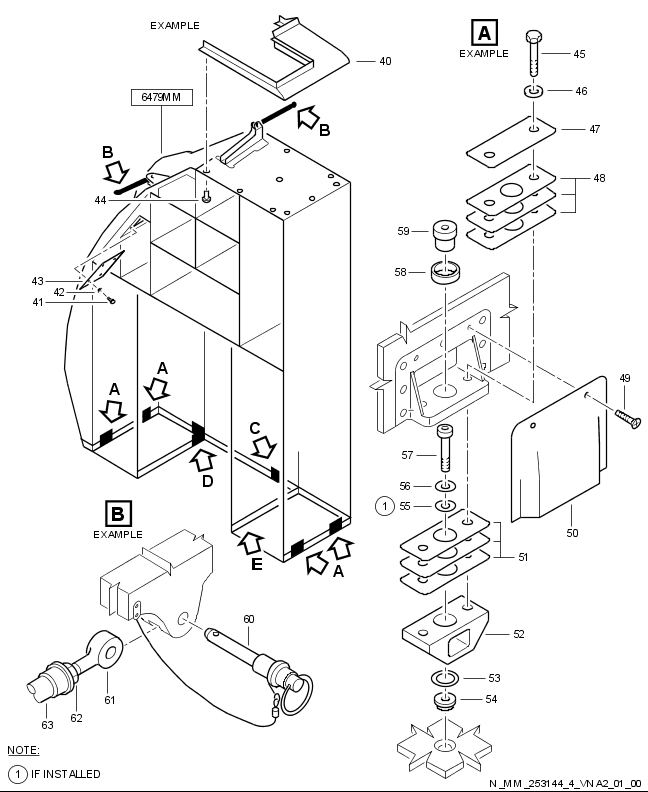 EXAMPLE
A
EXAMPLE
40
45
46
47
48
6479MM
B
B
44
59
58
43
42
41
49
A
A
C
D
57
56
1 55
50
51
B
EXAMPLE
E
A
60
52
53
54
61
62
63
NOTE:
1 IF INSTALLED
N_MM_253144_4_VNA2_01_00